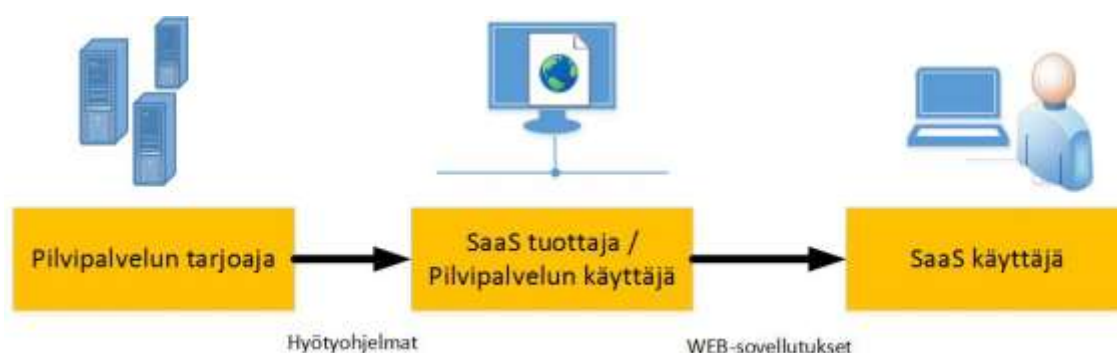 Pilvipalvelun tarjoaja
SaaS tuottaja /
Pilvipalvelun käyttäjä
SaaS käyttäjä
Hyötyohjelmat
WEB-sovellutukset